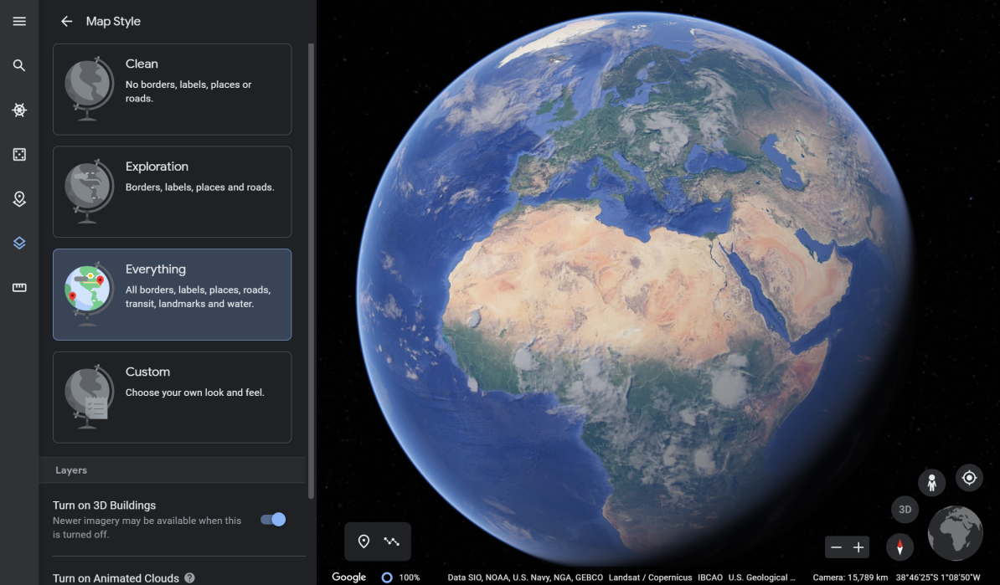 Map Style
Clean
No borders, labels, places or
roads.
Exploration
Borders, labels, places and roads.
Everything
All borders, labels, places, roads,
transit, landmarks and water.
Custom
Choose your own look and feel.
Layers
Turn on 3D Buildings
Newer imagery may be available when this
is turned off.
Turn on Animated Clouds
3D
Google
100%
Data SIO, NOAA, U.S. Navy, NGA, GEBCO Landsat / Copernicus IBCAO U.S. Geological ...
Camera: 15,789 km 38°46'25"S 1°08'50"W